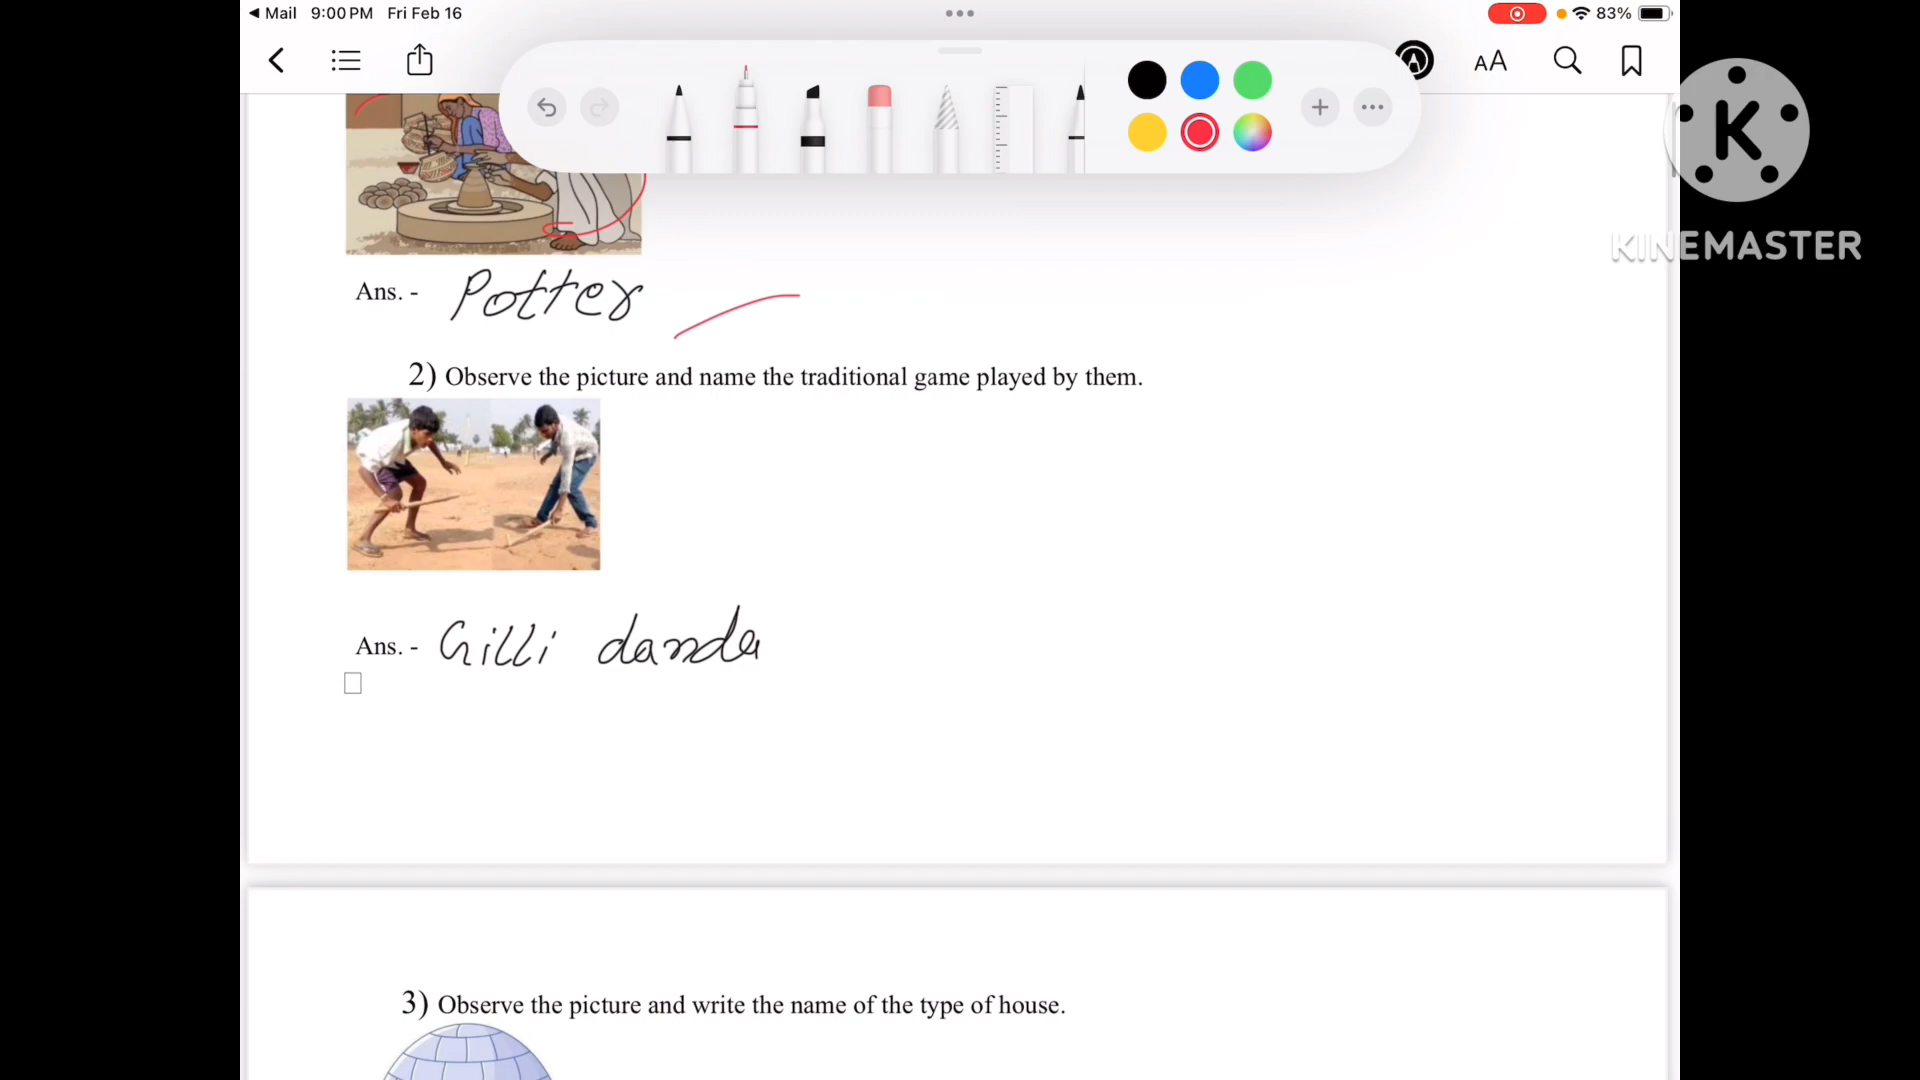 Mail 9:00 PM Fri Feb 16
83%
AA
K
KINEMASTER
Ans. - Potter
2) Observe the picture and name the traditional game played by them.
Ans. - Gilli danda
3) Observe the picture and write the name of the type of house.